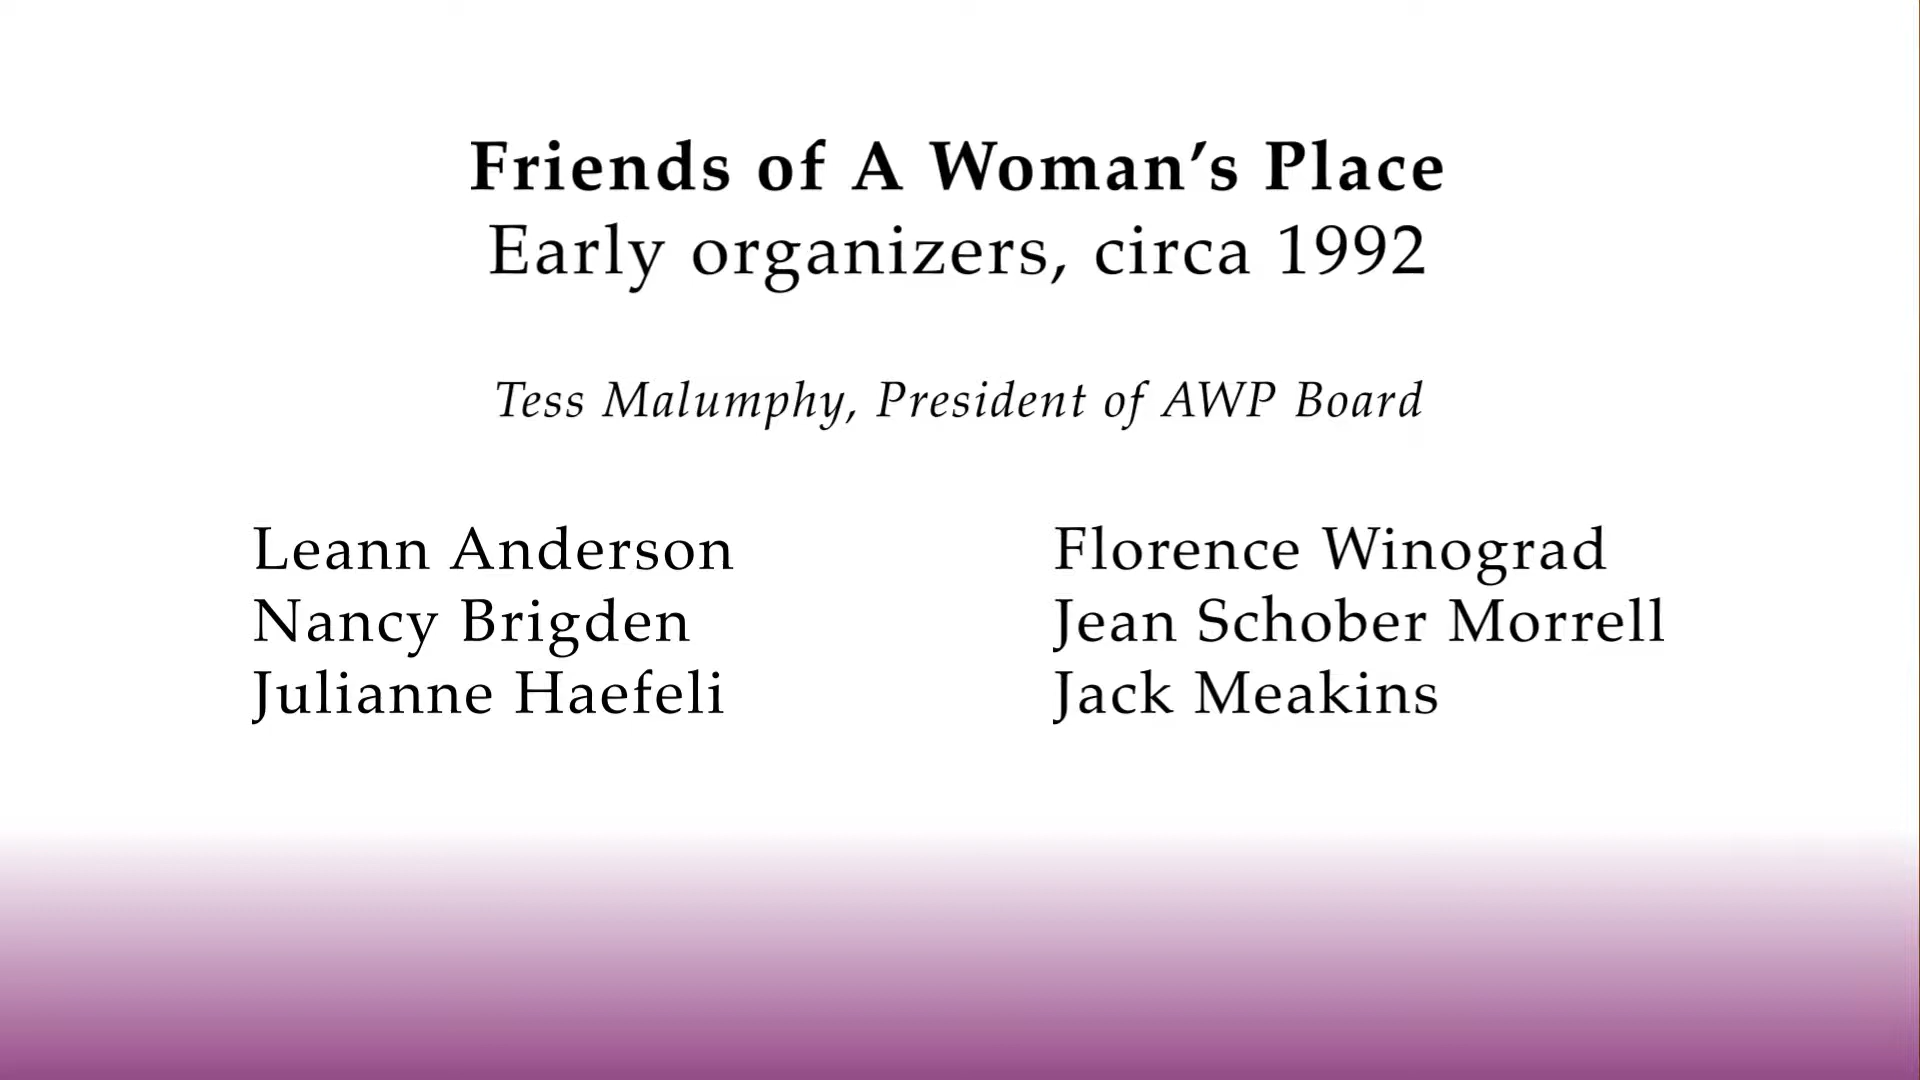 Friends of A Woman’s Place
Early organizers, circa 1992
Tess Malumphy, President of AWP Board
Leann Anderson
Nancy Brigden
Julianne Haefeli
Florence Winograd
Jean Schober Morrell
Jack Meakins